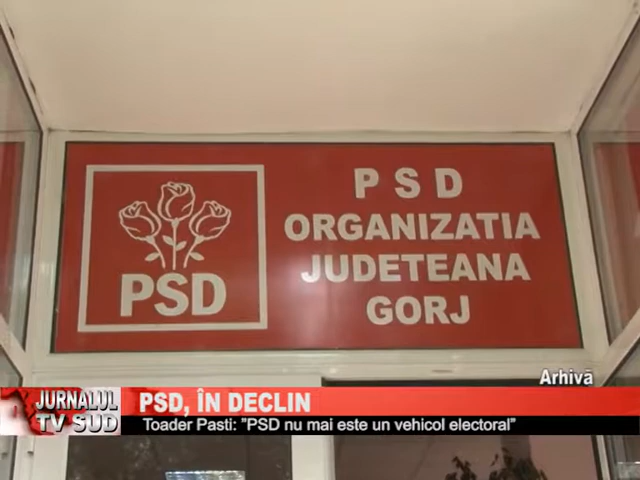 PSD
P S D
ORGANIZATIA
JUDETEANA
GORJ
Arhivă
JURNALUL
TV SUD
PSD, ÎN DECLIN
Toader Pasti: "PSD nu mai este un vehicol electoral"